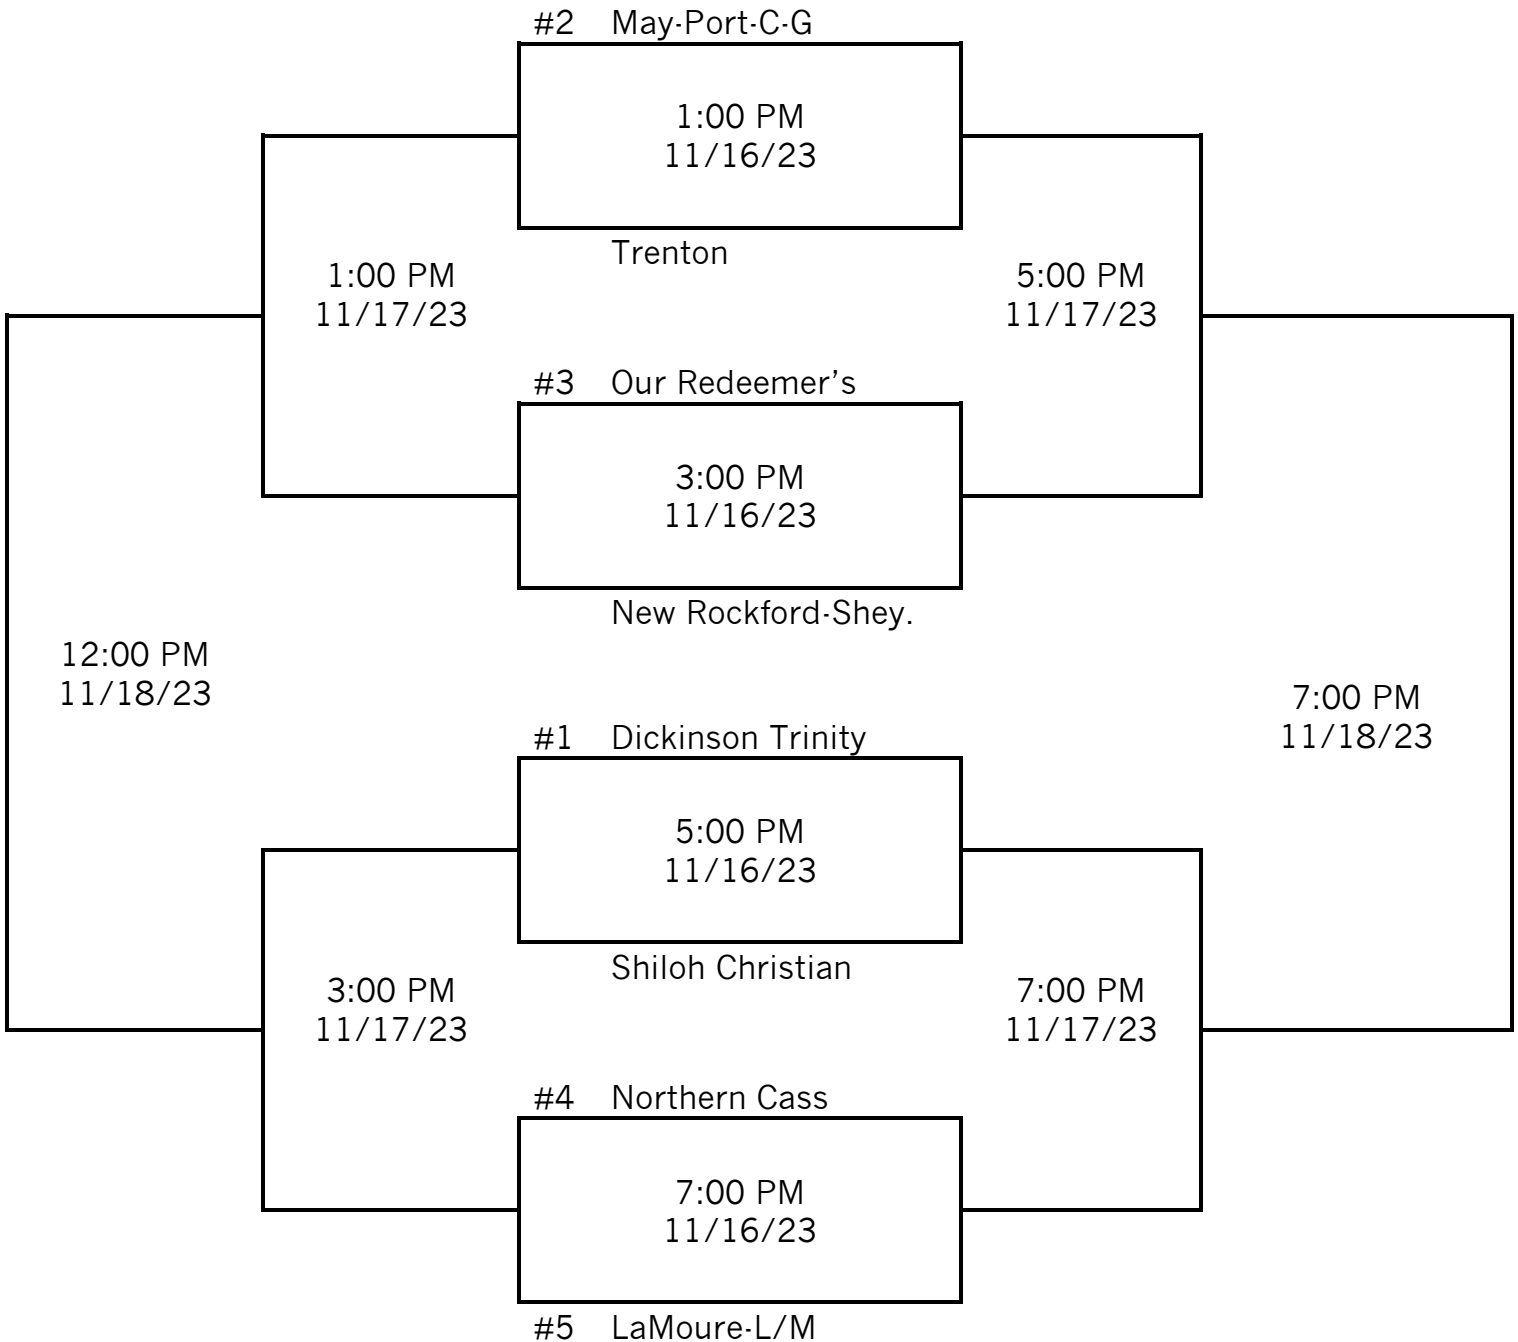 #2 May-Port-C-G
1:00 PM
11/16/23
Trenton
1:00 PM
11/17/23
5:00 PM
11/17/23
#3 Our Redeemer’s
3:00 PM
11/16/23
New Rockford-Shey.
12:00 PM
11/18/23
7:00 PM
11/18/23
#1 Dickinson Trinity
5:00 PM
11/16/23
Shiloh Christian
3:00 PM
11/17/23
7:00 PM
11/17/23
#4 Northern Cass
7:00 PM
11/16/23
#5 LaMoure-L/M